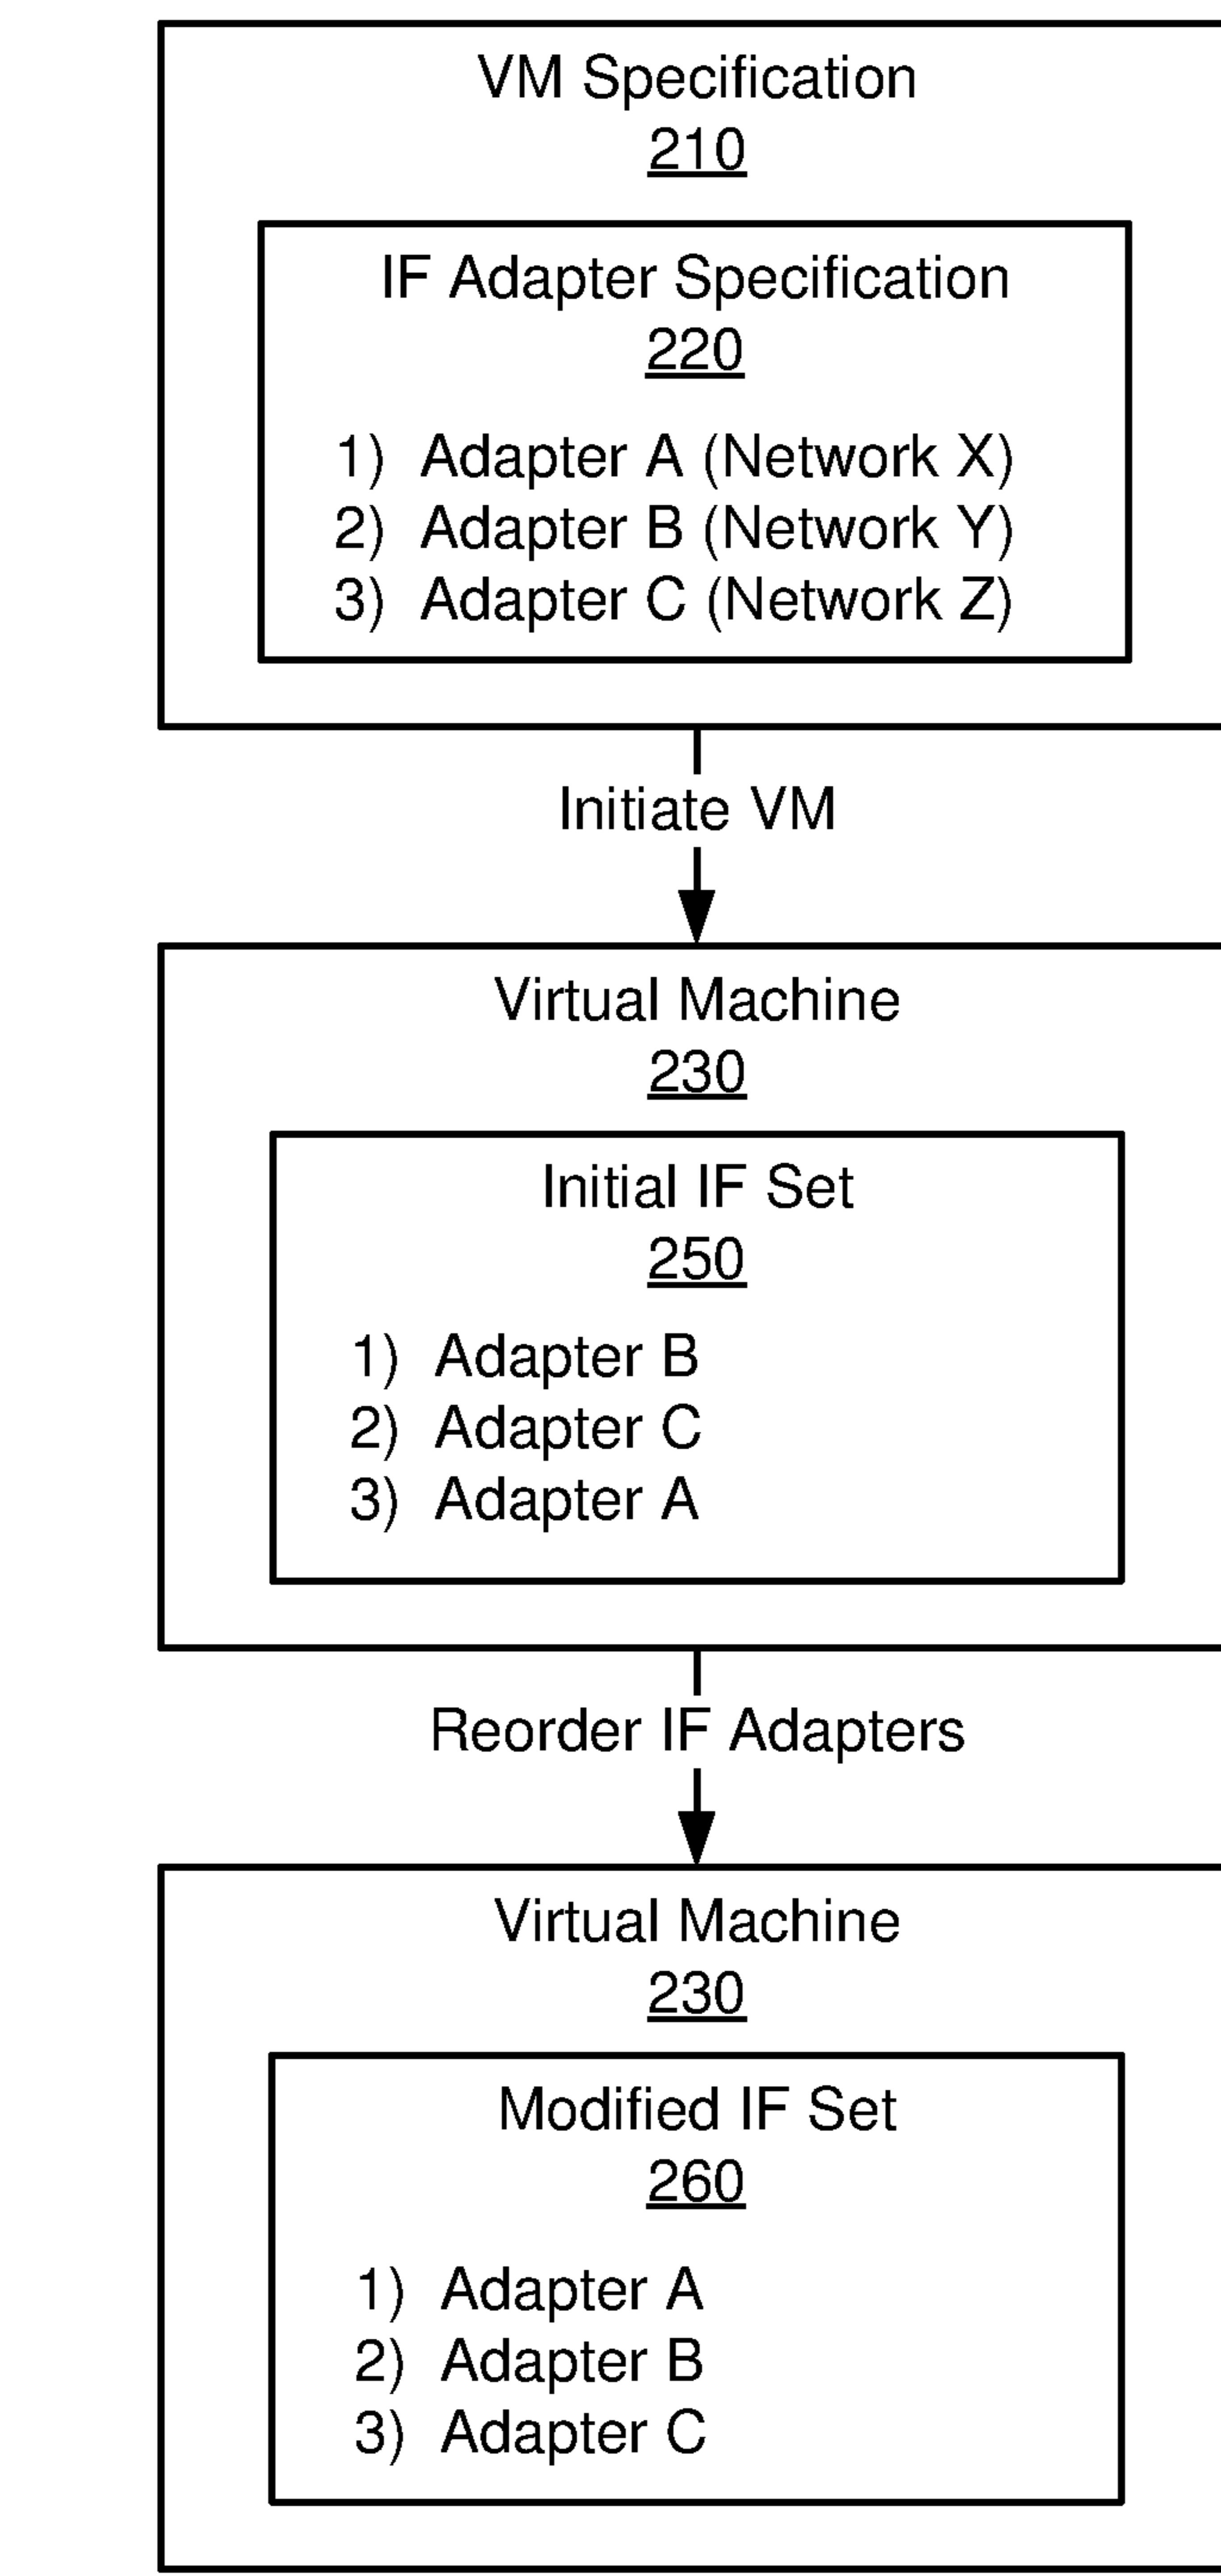 VM Specification
210
IF Adapter Specification
220
1) Adapter A (Network X)
2) Adapter B (Network Y)
3) Adapter C (Network Z)
Initiate VM
Virtual Machine
230
Initial IF Set
250
1) Adapter B
2) Adapter C
3) Adapter A
Reorder IF Adapters
Virtual Machine
230
Modified IF Set
260
1) Adapter A
2) Adapter B
3) Adapter C